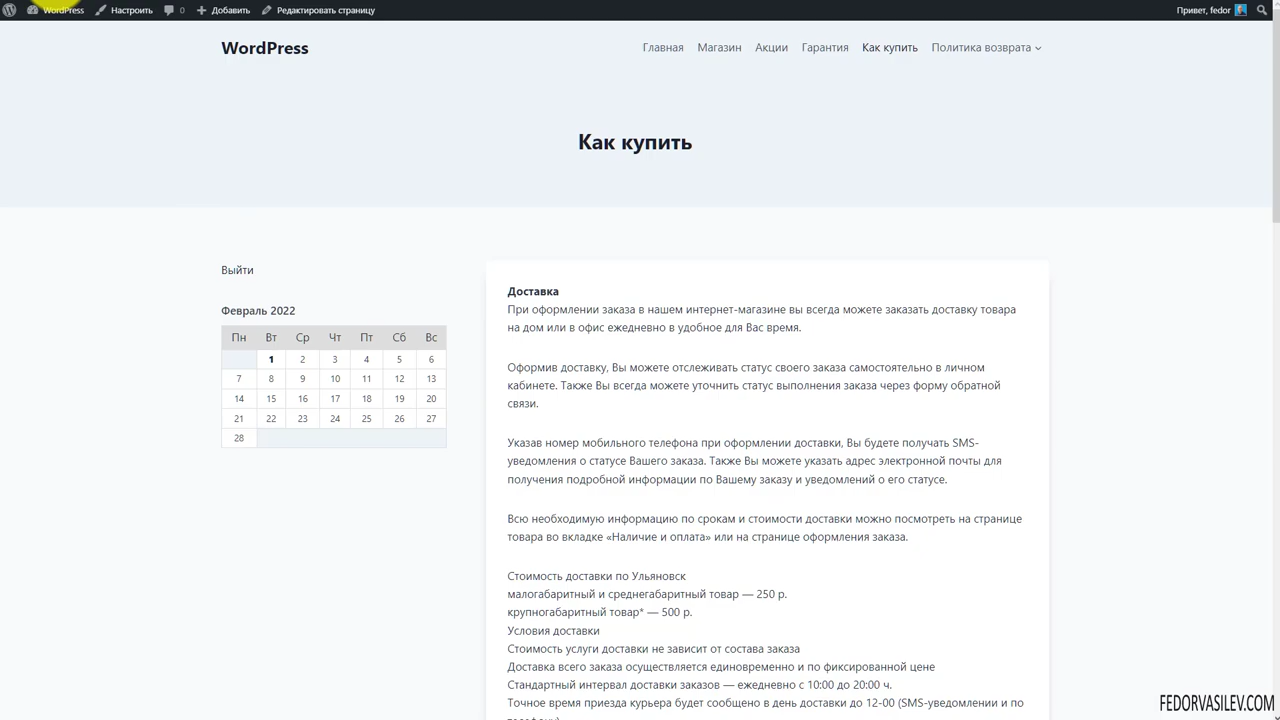 WordPress Настроить 0 Добавить Редактировать страницу Привет, fedor
WordPress
Главная Магазин Акции Гарантия Как купить Политика возврата
Как купить
Выйти
Февраль 2022
Пн Вт Ср Чт Пт Сб Вс
1 2 3 4 5 6
7 8 9 10 11 12 13
14 15 16 17 18 19 20
21 22 23 24 25 26 27
28
Доставка
При оформлении заказа в нашем интернет-магазине вы всегда можете заказать доставку товара
на дом или в офис ежедневно в удобное для Вас время.
Оформив доставку, Вы можете отслеживать статус своего заказа самостоятельно в личном
кабинете. Также Вы всегда можете уточнить статус выполнения заказа через форму обратной
связи.
Указав номер мобильного телефона при оформлении доставки, Вы будете получать SMS-
уведомления о статусе Вашего заказа. Также Вы можете указать адрес электронной почты для
получения подробной информации по Вашему заказу и уведомлений о его статусе.
Всю необходимую информацию по срокам и стоимости доставки можно посмотреть на странице
товара во вкладке «Наличие и оплата» или на странице оформления заказа.
Стоимость доставки по Ульяновск
малогабаритный и среднегабаритный товар — 250 р.
крупногабаритный товар* — 500 р.
Условия доставки
Стоимость услуги доставки не зависит от состава заказа
Доставка всего заказа осуществляется единовременно и по фиксированной цене
Стандартный интервал доставки заказов — ежедневно с 10:00 до 20:00 ч.
Точное время приезда курьера будет сообщено в день доставки до 12-00 (SMS-уведомлении и по
FEDORVASILEV.COM